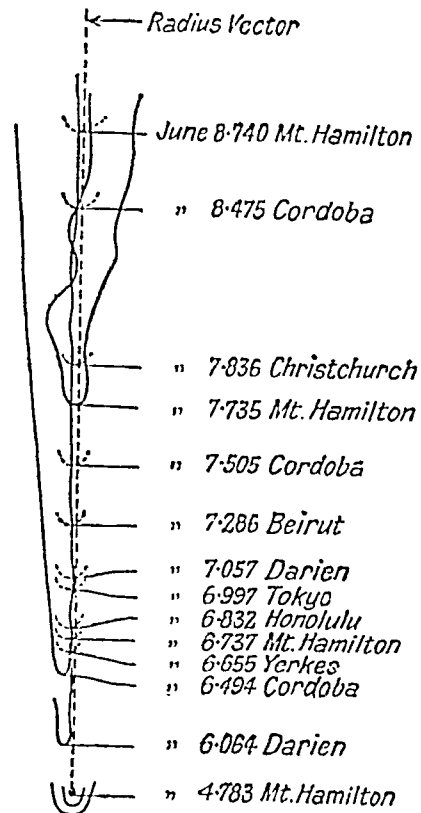 Radius Vector
June 8·740 Mt. Hamilton
„ 8·475 Cordoba
„ 7·836 Christchurch
„ 7·735 Mt. Hamilton
„ 7·505 Cordoba
„ 7·286 Beirut
„ 7·057 Darien
„ 6·997 Tokyo
„ 6·832 Honolulu
„ 6·737 Mt. Hamilton
„ 6·655 Yerkes
„ 6·494 Cordoba
„ 6·064 Darien
„ 4·783 Mt. Hamilton